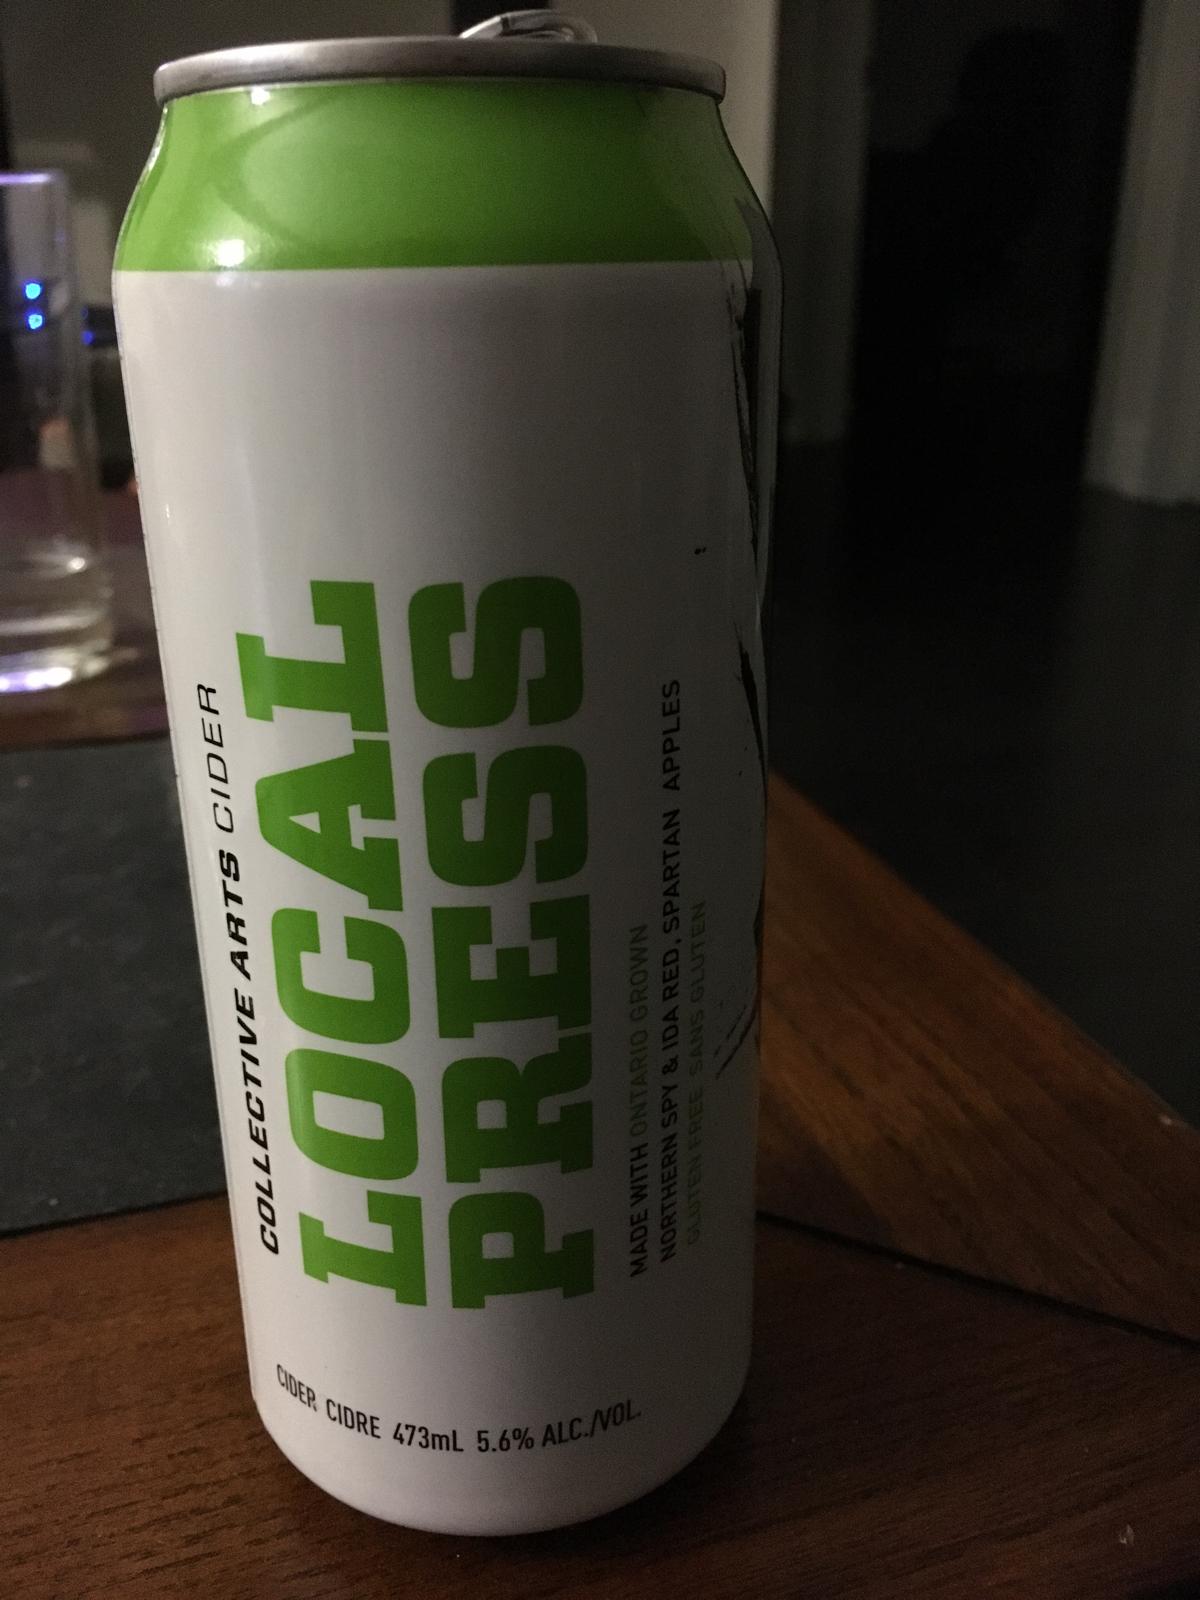 COLLECTIVE ARTS CIDER
LOCAL
PRESS
MADE WITH ONTARIO GROWN
NORTHERN SPY & IDA RED, SPARTAN APPLES
GLUTEN FREE SANS GLUTEN
CIDER CIDRE 473mL 5.6% ALC./VOL.